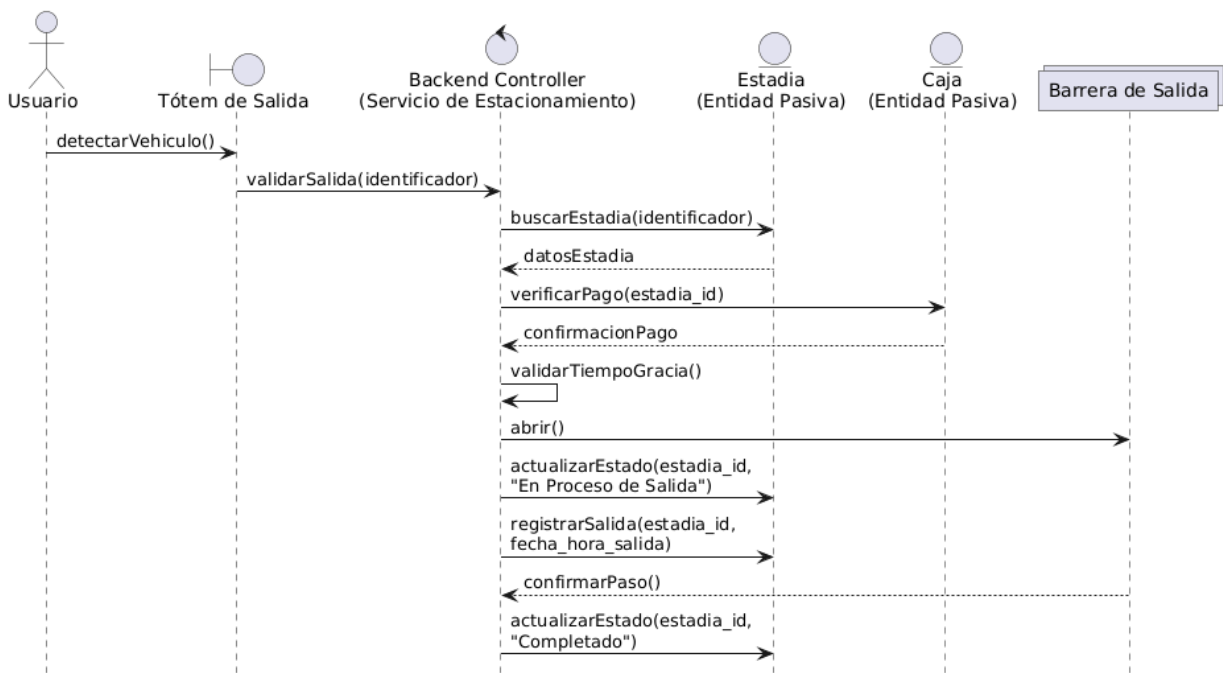 Usuario
Tótem de Salida
Backend Controller
(Servicio de Estacionamiento)
Estadia
(Entidad Pasiva)
Caja
(Entidad Pasiva)
Barrera de Salida
detectarVehiculo()
validarSalida(identificador)
buscarEstadia(identificador)
datosEstadia
verificarPago(estadia_id)
confirmacionPago
validarTiempoGracia()
abrir()
actualizarEstado(estadia_id,
"En Proceso de Salida")
registrarSalida(estadia_id,
fecha_hora_salida)
confirmarPaso()
actualizarEstado(estadia_id,
"Completado")